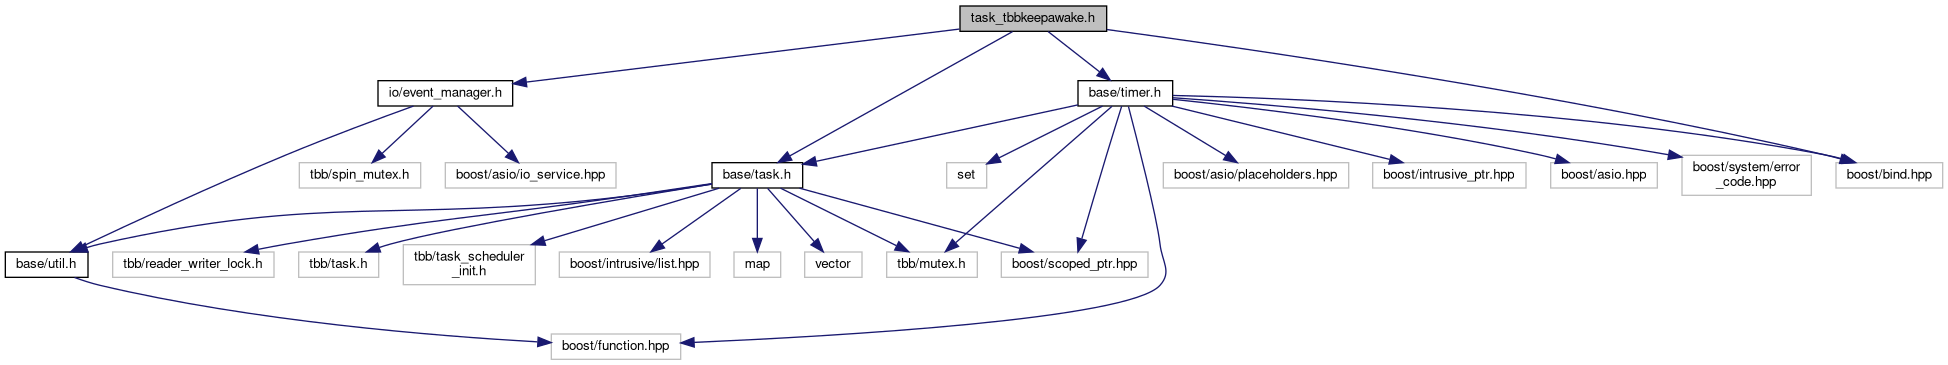 task_tbbkeepawake.h
io/event_manager.h
base/timer.h
tbb/spin_mutex.h
boost/asio/io_service.hpp
base/task.h
set
boost/asio/placeholders.hpp
boost/intrusive_ptr.hpp
boost/asio.hpp
boost/system/error
_code.hpp
boost/bind.hpp
base/util.h
tbb/reader_writer_lock.h
tbb/task.h
tbb/task_scheduler
_init.h
boost/intrusive/list.hpp
map
vector
tbb/mutex.h
boost/scoped_ptr.hpp
boost/function.hpp